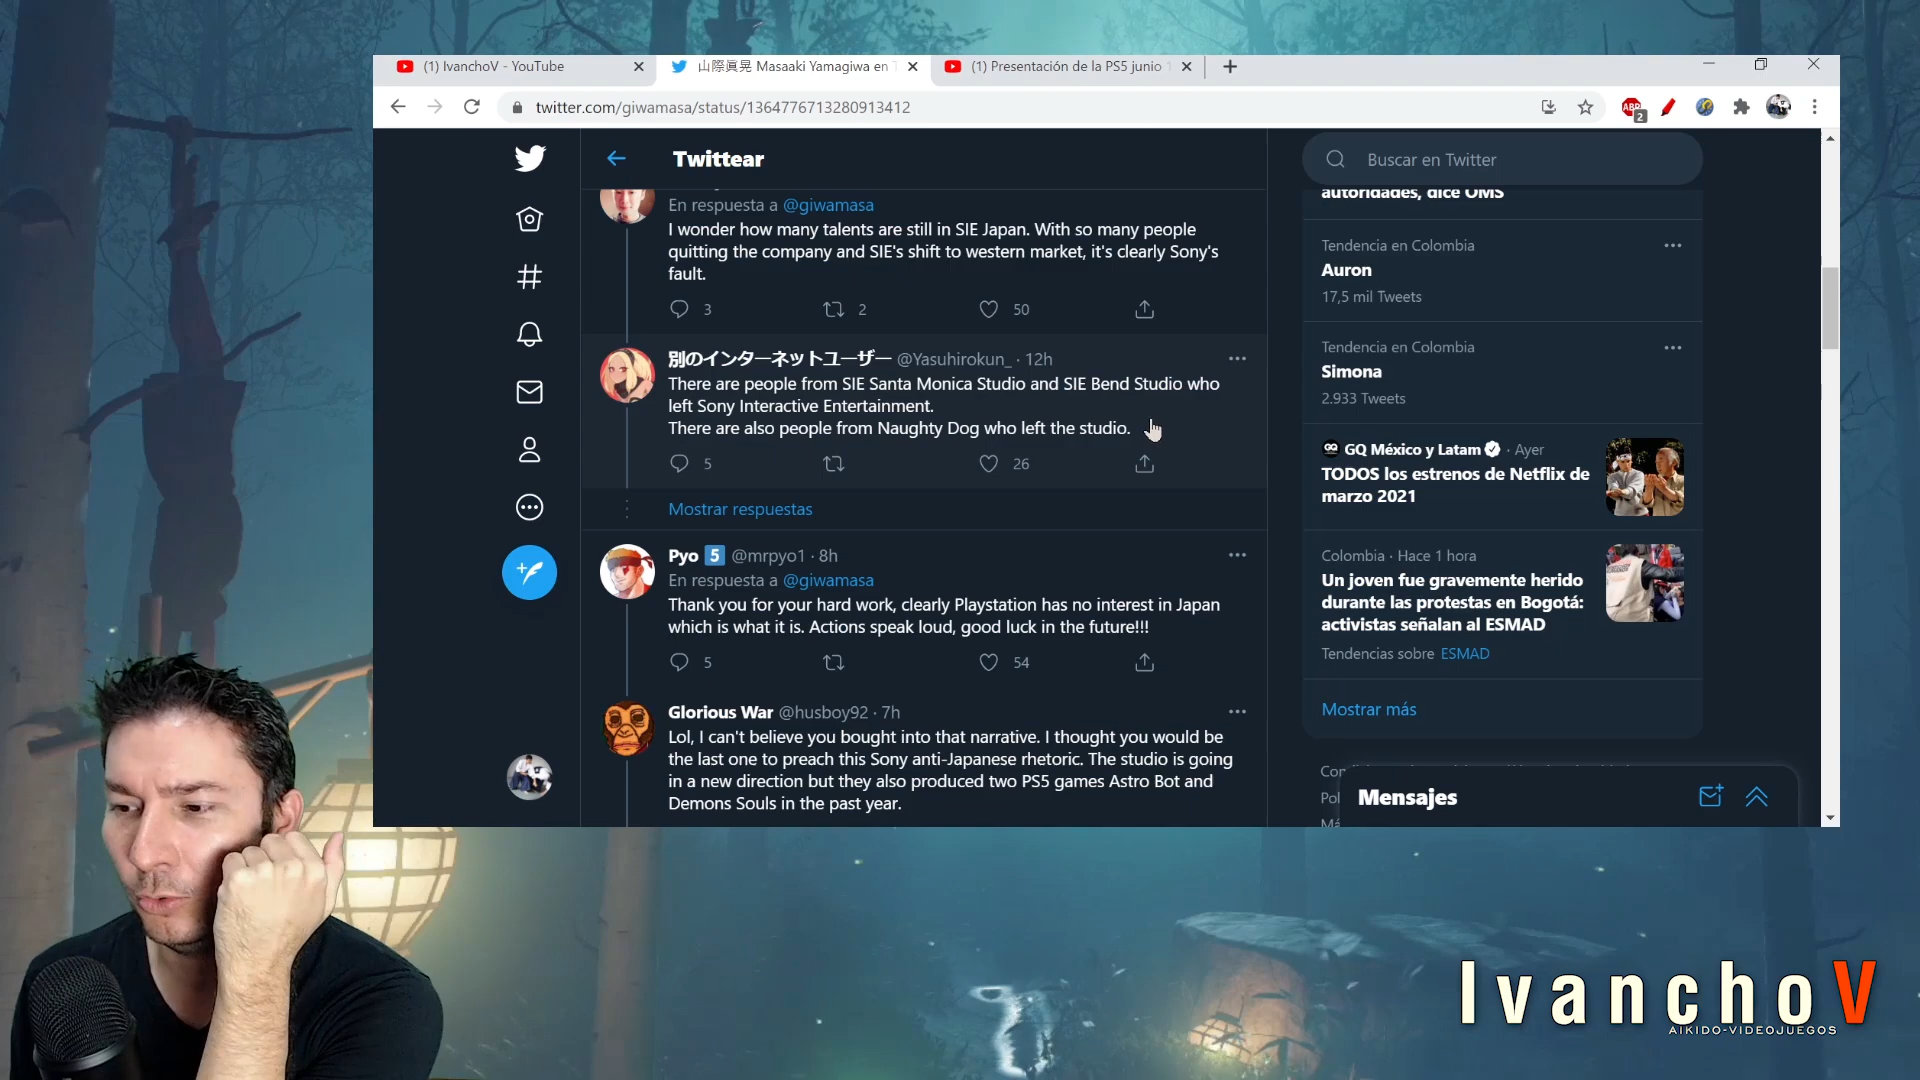 (1) IvanchoV - YouTube
山際眞晃 Masaaki Yamagiwa en
(1) Presentación de la PS5 junio
twitter.com/giwamasa/status/1364776713280913412
ABP
2
Twittear
En respuesta a @giwamasa
I wonder how many talents are still in SIE Japan. With so many people
quitting the company and SIE's shift to western market, it's clearly Sony's
fault.
3
2
50
別のインターネットユーザー @Yasuhirokun_ · 12h
There are people from SIE Santa Monica Studio and SIE Bend Studio who
left Sony Interactive Entertainment.
There are also people from Naughty Dog who left the studio.
5
26
Mostrar respuestas
Pyo 5 @mrpyo1 · 8h
En respuesta a @giwamasa
Thank you for your hard work, clearly Playstation has no interest in Japan
which is what it is. Actions speak loud, good luck in the future!!!
5
54
Glorious War @husboy92 · 7h
Lol, I can't believe you bought into that narrative. I thought you would be
the last one to preach this Sony anti-Japanese rhetoric. The studio is going
in a new direction but they also produced two PS5 games Astro Bot and
Demons Souls in the past year.
Buscar en Twitter
autoridades, dice OMS
Tendencia en Colombia
Auron
17,5 mil Tweets
Tendencia en Colombia
Simona
2.933 Tweets
GQ México y Latam · Ayer
TODOS los estrenos de Netflix de
marzo 2021
Colombia · Hace 1 hora
Un joven fue gravemente herido
durante las protestas en Bogotá:
activistas señalan al ESMAD
Tendencias sobre ESMAD
Mostrar más
Mensajes
IvanchoV
AIKIDO-VIDEOJUEGOS